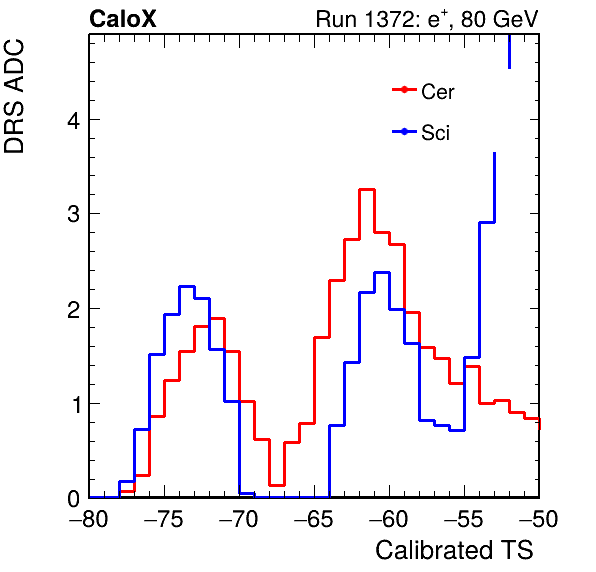 CaloX Run 1372: e⁺, 80 GeV
DRS ADC
Cer
Sci
4
3
2
1
0
−80 −75 −70 −65 −60 −55 −50
Calibrated TS